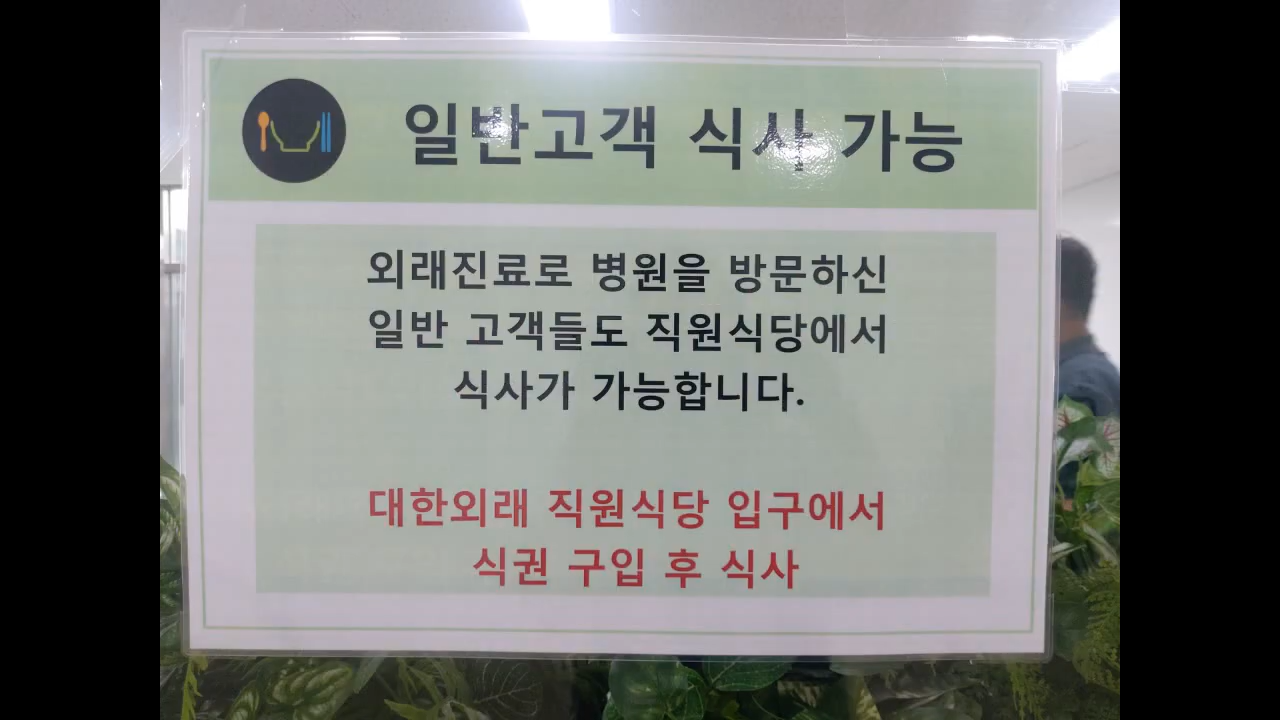 일반고객 식사 가능
외래진료로 병원을 방문하신
일반 고객들도 직원식당에서
식사가 가능합니다.
대한외래 직원식당 입구에서
식권 구입 후 식사